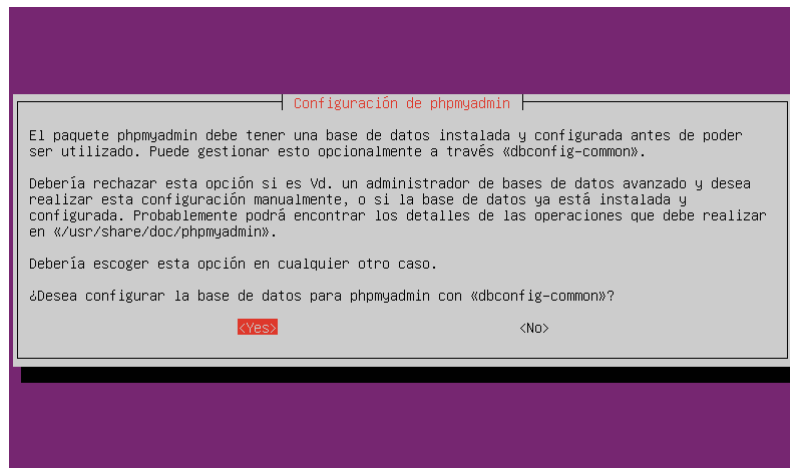 Configuración de phpmyadmin
El paquete phpmyadmin debe tener una base de datos instalada y configurada antes de poder
ser utilizado. Puede gestionar esto opcionalmente a través «dbconfig-common».
Debería rechazar esta opción si es Vd. un administrador de bases de datos avanzado y desea
realizar esta configuración manualmente, o si la base de datos ya está instalada y
configurada. Probablemente podrá encontrar los detalles de las operaciones que debe realizar
en «/usr/share/doc/phpmyadmin».
Debería escoger esta opción en cualquier otro caso.
¿Desea configurar la base de datos para phpmyadmin con «dbconfig-common»?
<Yes> <No>